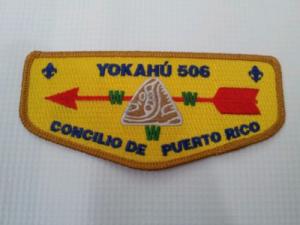 YOKAHÚ 506
W W
W
CONCILIO DE PUERTO RICO